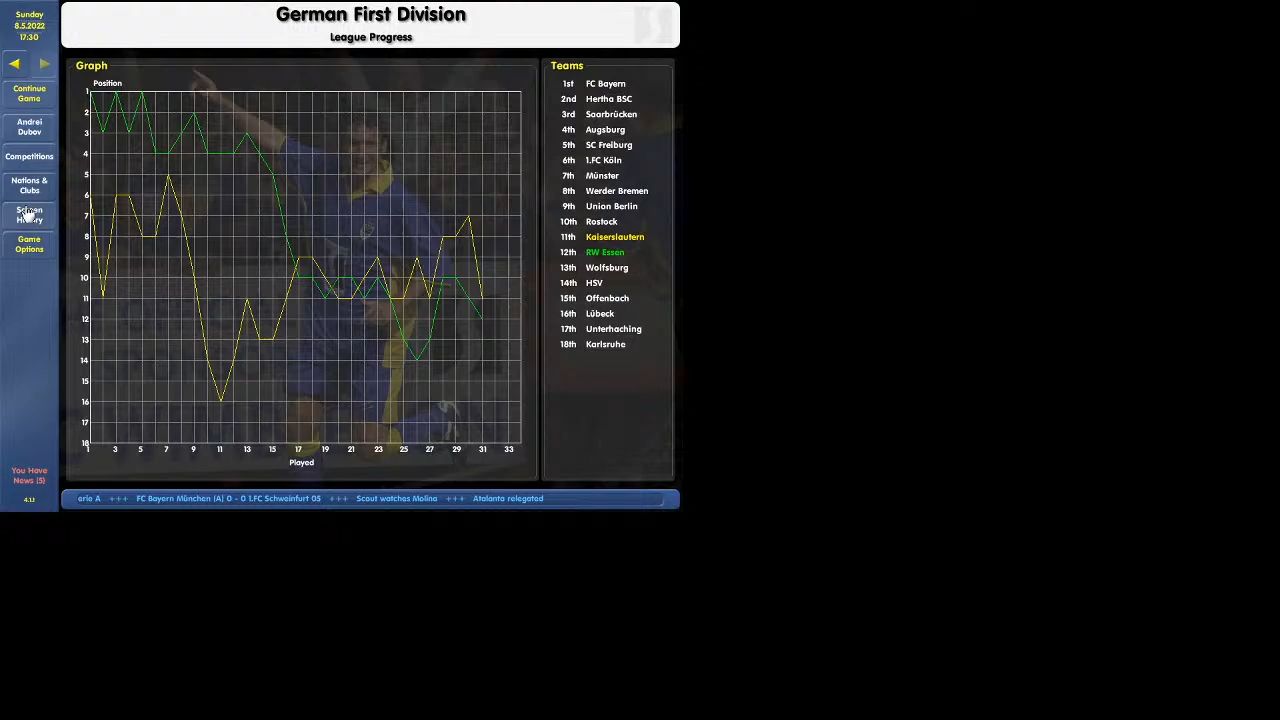 Sunday
8.5.2022
17:30
Continue
Game
Andrei
Dubov
Competitions
Nations &
Clubs
Game
Options
You Have
News (5)
4.1.1
German First Division
League Progress
Graph
Position
1
2
3
4
5
6
7
8
9
10
11
12
13
14
15
16
17
18
1 3 5 7 9 11 13 15 17 19 21 23 25 27 29 31 33
Played
Teams
1st FC Bayern
2nd Hertha BSC
3rd Saarbrücken
4th Augsburg
5th SC Freiburg
6th 1.FC Köln
7th Münster
8th Werder Bremen
9th Union Berlin
10th Rostock
11th Kaiserslautern
12th RW Essen
13th Wolfsburg
14th HSV
15th Offenbach
16th Lübeck
17th Unterhaching
18th Karlsruhe
erie A +++ FC Bayern München (A) 0 - 0 1.FC Schweinfurt 05 +++ Scout watches Molina +++ Atalanta relegated